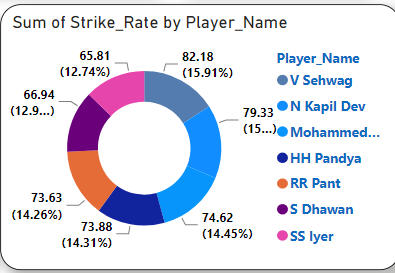 Sum of Strike_Rate by Player_Name
65.81
(12.74%)
82.18
(15.91%)
66.94
(12.9...)
79.33
(15...)
73.63
(14.26%)
73.88
(14.31%)
74.62
(14.45%)
Player_Name
V Sehwag
N Kapil Dev
Mohammed...
HH Pandya
RR Pant
S Dhawan
SS Iyer